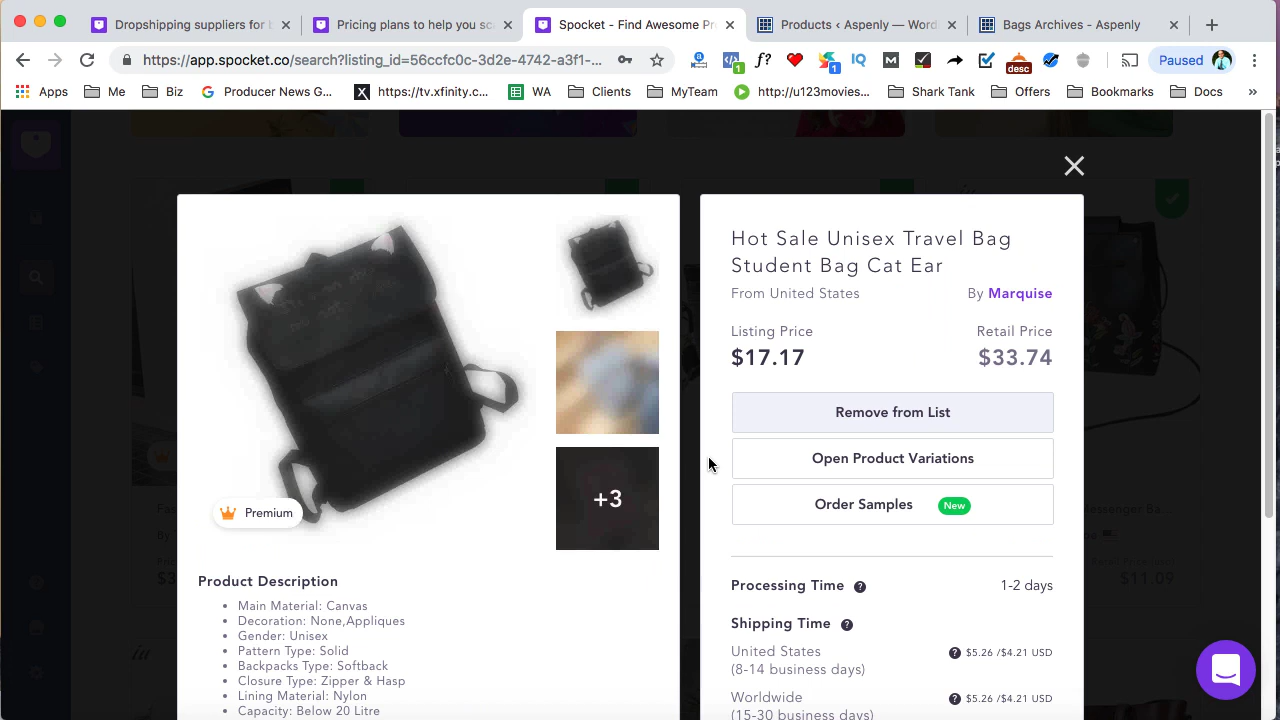 Dropshipping suppliers for b
Pricing plans to help you sc
Spocket - Find Awesome Pr
Products ‹ Aspenly — Word
Bags Archives - Aspenly
https://app.spocket.co/search?listing_id=56ccfc0c-3d2e-4742-a3f1-...
1
f?
1
IQ
M
desc
Paused
Apps
Me
Biz
Producer News G...
https://tv.xfinity.c...
WA
Clients
MyTeam
http://u123movies...
Shark Tank
Offers
Bookmarks
Docs
»
Hot Sale Unisex Travel Bag
Student Bag Cat Ear
From United States
By Marquise
Listing Price
Retail Price
$17.17
$33.74
Remove from List
Open Product Variations
Order Samples New
+3
Premium
Processing Time ? 1-2 days
Shipping Time ?
United States ? $5.26 /$4.21 USD
(8-14 business days)
Worldwide ? $5.26 /$4.21 USD
(15-30 business days)
Product Description
• Main Material: Canvas
• Decoration: None,Appliques
• Gender: Unisex
• Pattern Type: Solid
• Backpacks Type: Softback
• Closure Type: Zipper & Hasp
• Lining Material: Nylon
• Capacity: Below 20 Litre
$11.09